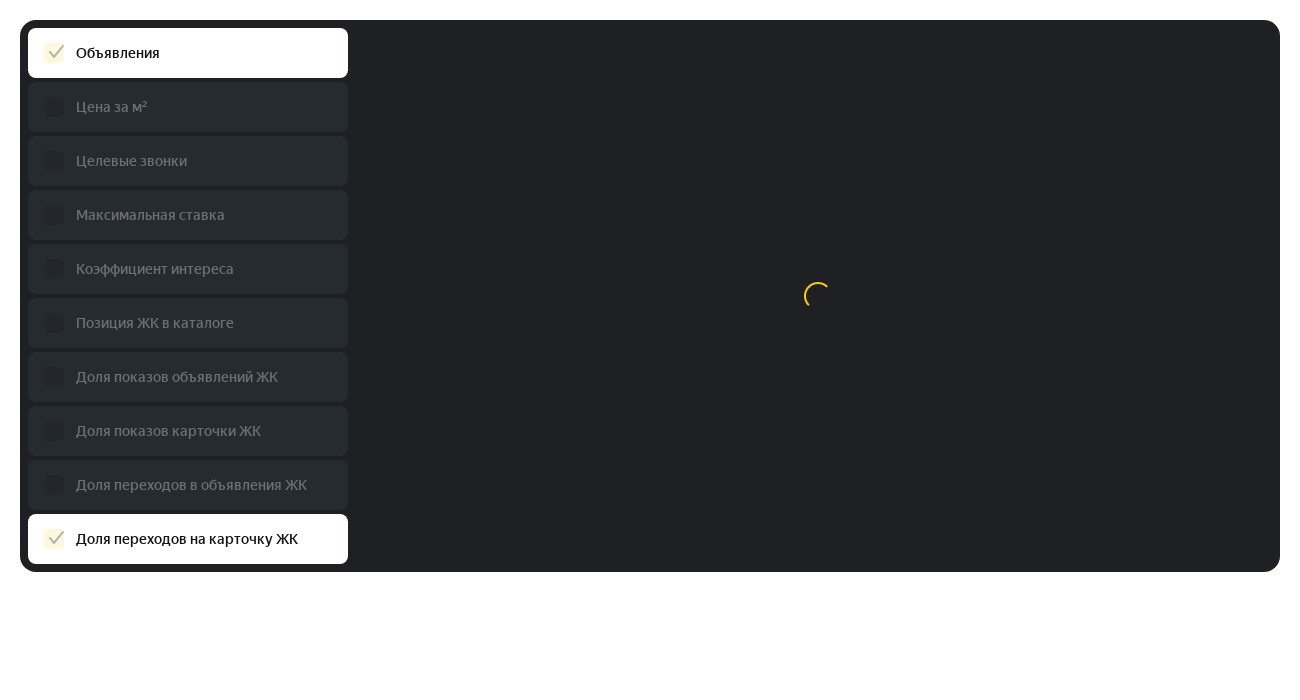 Объявления
Цена за м²
Целевые звонки
Максимальная ставка
Коэффициент интереса
Позиция ЖК в каталоге
Доля показов объявлений ЖК
Доля показов карточки ЖК
Доля переходов в объявления ЖК
Доля переходов на карточку ЖК